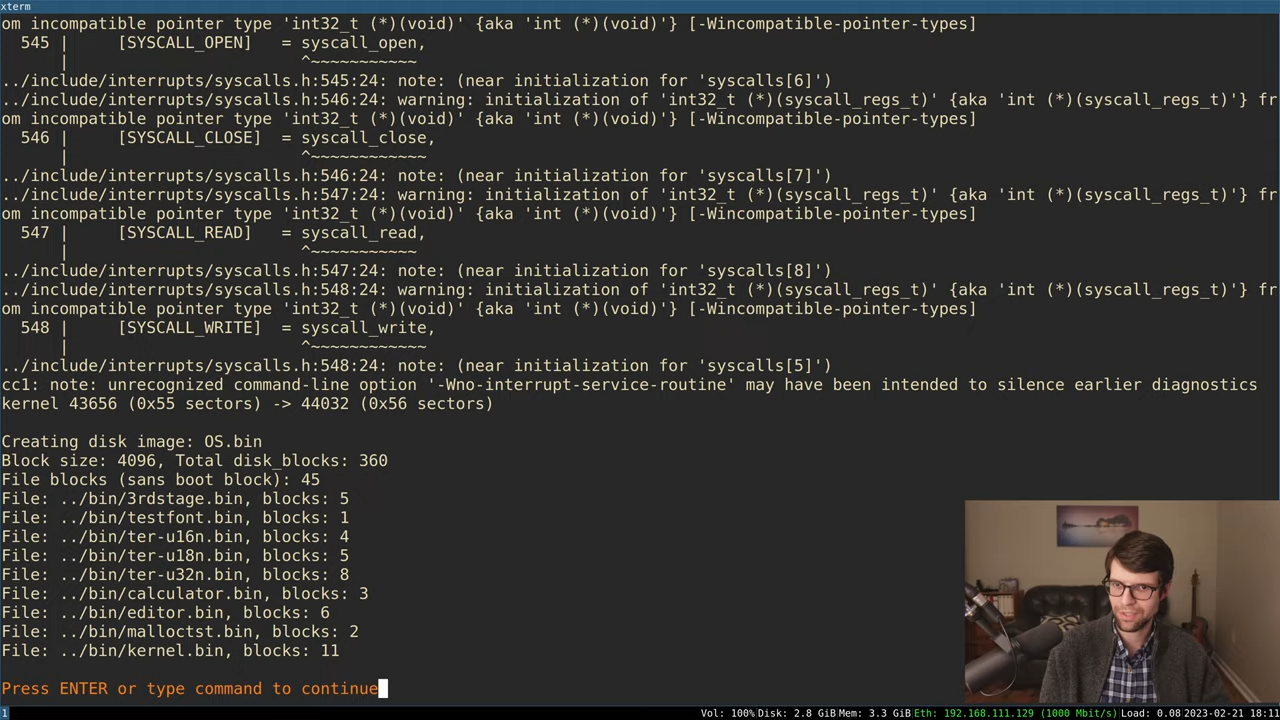 xterm
om incompatible pointer type 'int32_t (*)(void)' {aka 'int (*)(void)'} [-Wincompatible-pointer-types]
545 |     [SYSCALL_OPEN]   = syscall_open,
|                        ^~~~~~~~~~~~
../include/interrupts/syscalls.h:545:24: note: (near initialization for 'syscalls[6]')
../include/interrupts/syscalls.h:546:24: warning: initialization of 'int32_t (*)(syscall_regs_t)' {aka 'int (*)(syscall_regs_t)'} fr
om incompatible pointer type 'int32_t (*)(void)' {aka 'int (*)(void)'} [-Wincompatible-pointer-types]
546 |     [SYSCALL_CLOSE]  = syscall_close,
|                        ^~~~~~~~~~~~~
../include/interrupts/syscalls.h:546:24: note: (near initialization for 'syscalls[7]')
../include/interrupts/syscalls.h:547:24: warning: initialization of 'int32_t (*)(syscall_regs_t)' {aka 'int (*)(syscall_regs_t)'} fr
om incompatible pointer type 'int32_t (*)(void)' {aka 'int (*)(void)'} [-Wincompatible-pointer-types]
547 |     [SYSCALL_READ]   = syscall_read,
|                        ^~~~~~~~~~~~
../include/interrupts/syscalls.h:547:24: note: (near initialization for 'syscalls[8]')
../include/interrupts/syscalls.h:548:24: warning: initialization of 'int32_t (*)(syscall_regs_t)' {aka 'int (*)(syscall_regs_t)'} fr
om incompatible pointer type 'int32_t (*)(void)' {aka 'int (*)(void)'} [-Wincompatible-pointer-types]
548 |     [SYSCALL_WRITE]  = syscall_write,
|                        ^~~~~~~~~~~~~
../include/interrupts/syscalls.h:548:24: note: (near initialization for 'syscalls[5]')
cc1: note: unrecognized command-line option '-Wno-interrupt-service-routine' may have been intended to silence earlier diagnostics
kernel 43656 (0x55 sectors) -> 44032 (0x56 sectors)
Creating disk image: OS.bin
Block size: 4096, Total disk_blocks: 360
File blocks (sans boot block): 45
File: ../bin/3rdstage.bin, blocks: 5
File: ../bin/testfont.bin, blocks: 1
File: ../bin/ter-u16n.bin, blocks: 4
File: ../bin/ter-u18n.bin, blocks: 5
File: ../bin/ter-u32n.bin, blocks: 8
File: ../bin/calculator.bin, blocks: 3
File: ../bin/editor.bin, blocks: 6
File: ../bin/malloctst.bin, blocks: 2
File: ../bin/kernel.bin, blocks: 11
Press ENTER or type command to continue
1 Vol: 100% Disk: 2.8 GiB Mem: 3.3 GiB Eth: 192.168.111.129 (1000 Mbit/s) Load: 0.08 2023-02-21 18:11